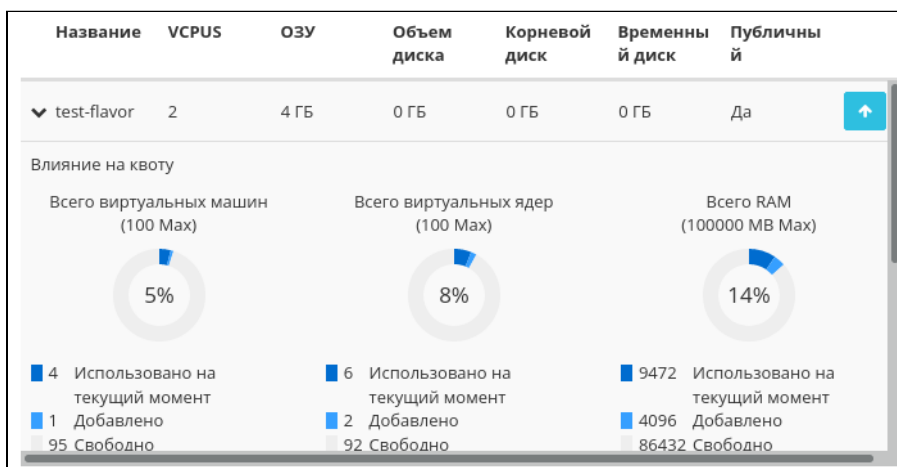 Название VCPUS ОЗУ Объем Корневой Временны Публичны
диска диск й диск й
test-flavor 2 4 ГБ 0 ГБ 0 ГБ 0 ГБ Да
Влияние на квоту
Всего виртуальных машин Всего виртуальных ядер Всего RAM
(100 Max) (100 Max) (100000 MB Max)
5% 8% 14%
4 Использовано на 6 Использовано на 9472 Использовано на
текущий момент текущий момент текущий момент
1 Добавлено 2 Добавлено 4096 Добавлено
95 Свободно 92 Свободно 86432 Свободно